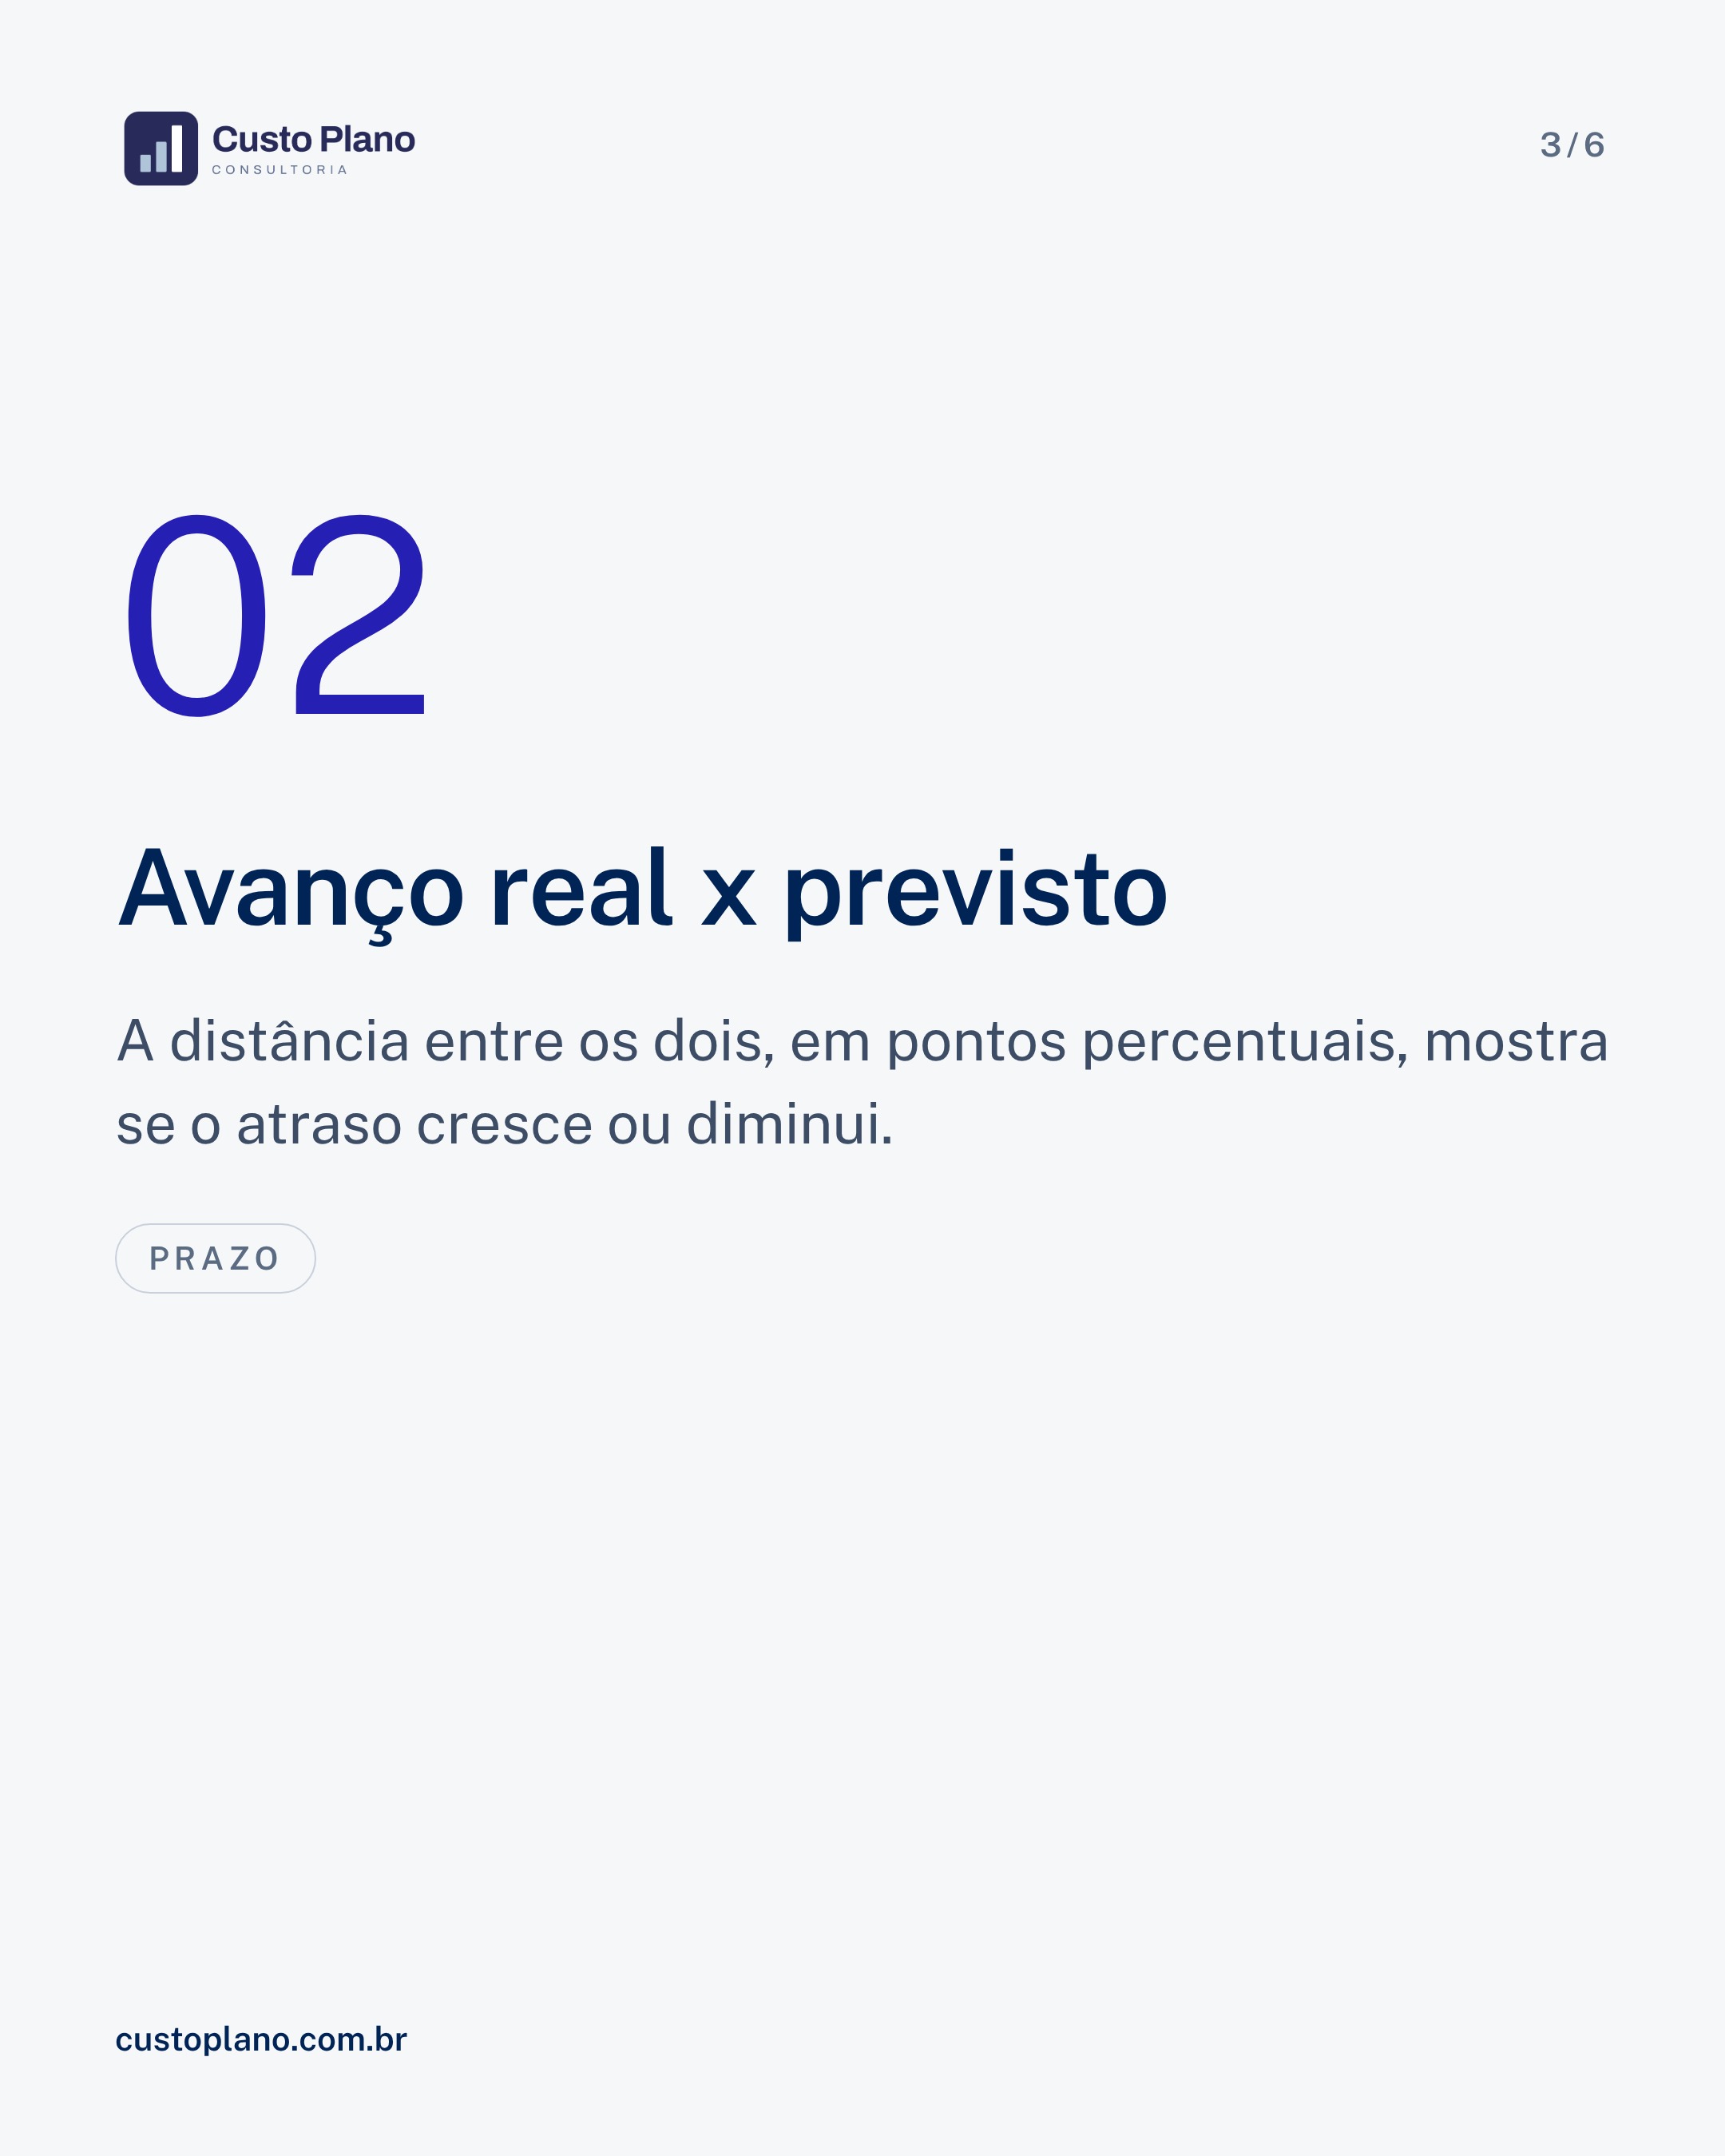 Custo Plano
CONSULTORIA
3/6
02
Avanço real x previsto
A distância entre os dois, em pontos percentuais, mostra
se o atraso cresce ou diminui.
PRAZO
custoplano.com.br